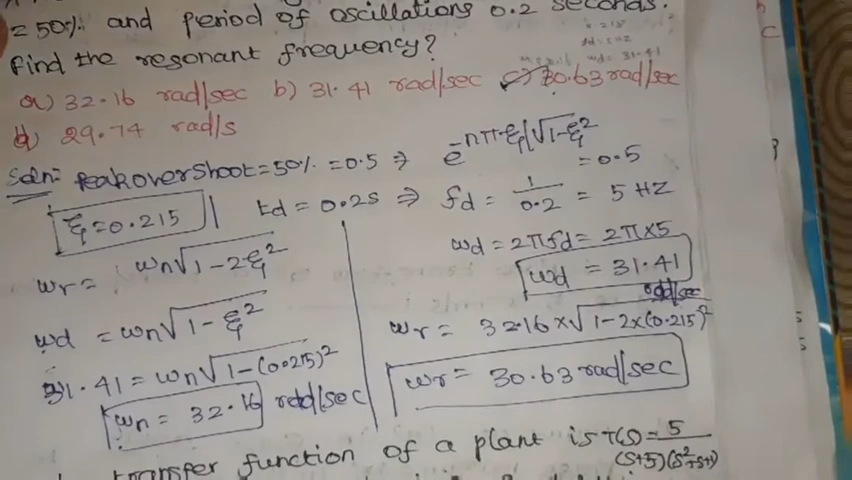 = 50% and period of oscillations 0.2 seconds.
find the resonant frequency?
a) 32.16 rad/sec b) 31.41 rad/sec c) 30.63 rad/sec
d) 29.74 rad/s
Soln:- Peak overshoot = 50% = 0.5 ⇒ e^-nπ·ξ/√1-ξ² = 0.5
ξ = 0.215
td = 0.2s ⇒ fd = 1/0.2 = 5 HZ
ωd = 2πfd = 2π×5
ωd = 31.41 rad/sec
ωr = ωn√1-2ξ²
ωd = ωn√1-ξ²
31.41 = ωn√1-(0.215)²
ωn = 32.16 rad/sec
ωr = 32.16×√1-2×(0.215)²
ωr = 30.63 rad/sec
transfer function of a plant is T(s) = 5/(s+5)(s²+s+1)